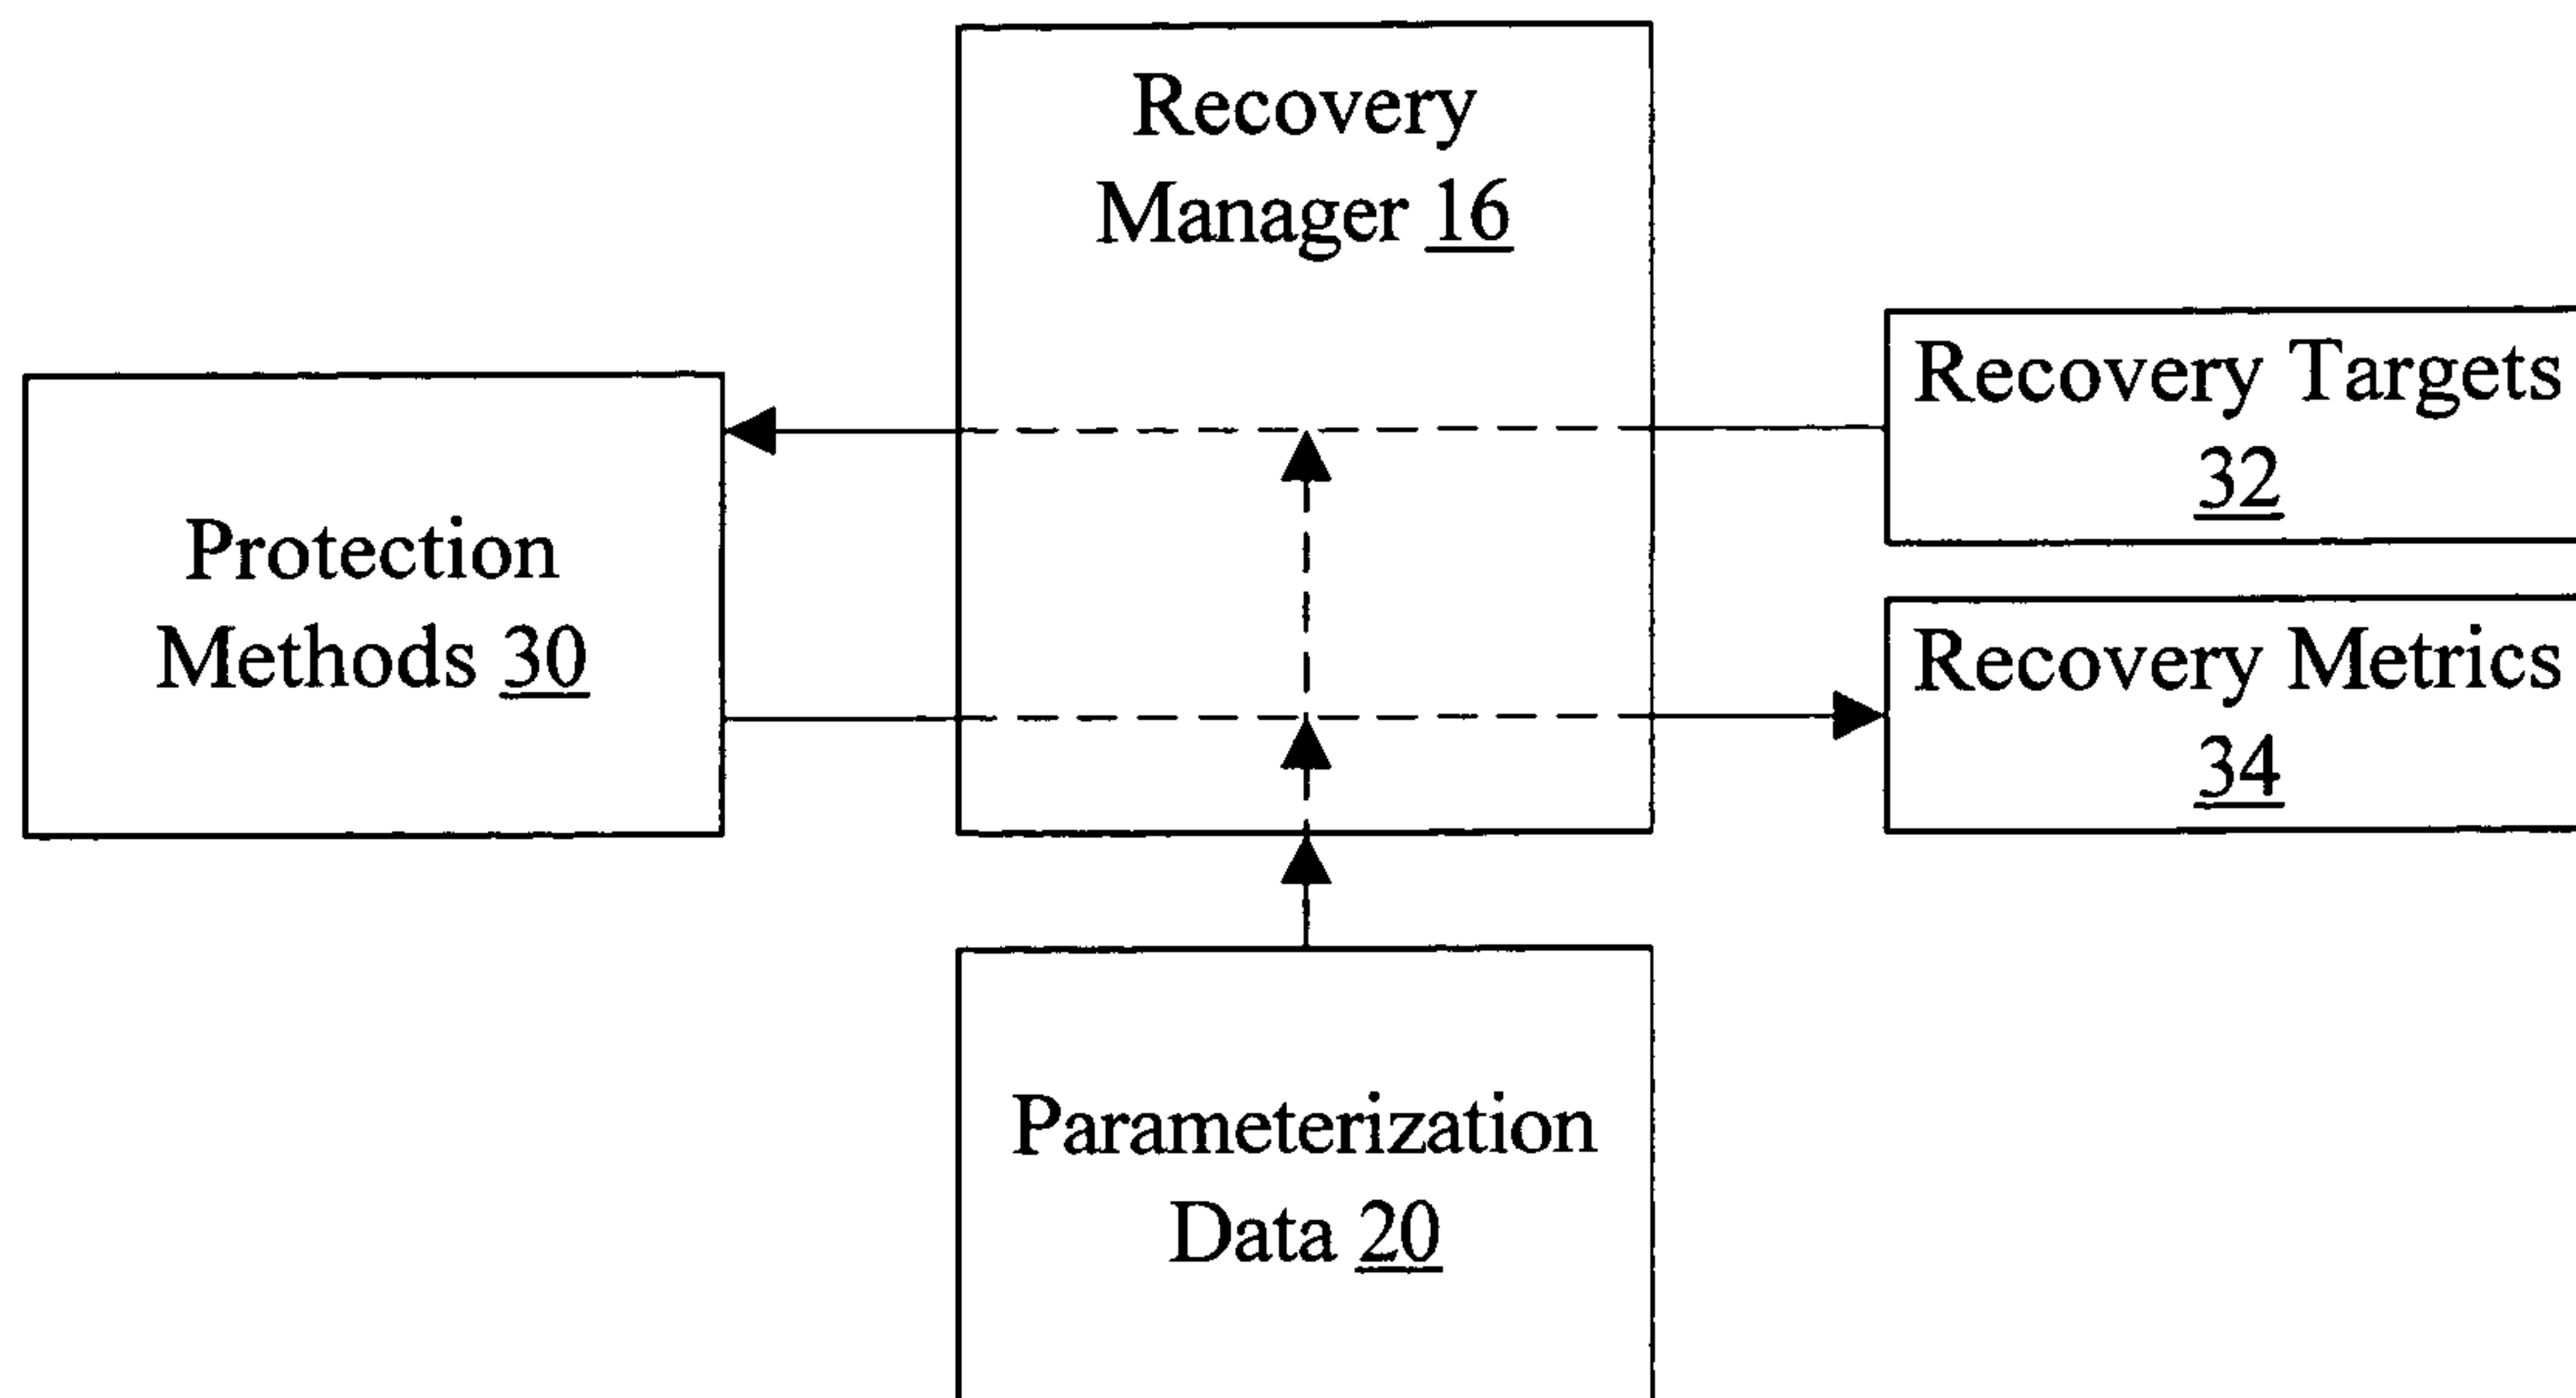 Recovery
Manager 16
Recovery Targets
32
Protection
Methods 30
Recovery Metrics
34
Parameterization
Data 20